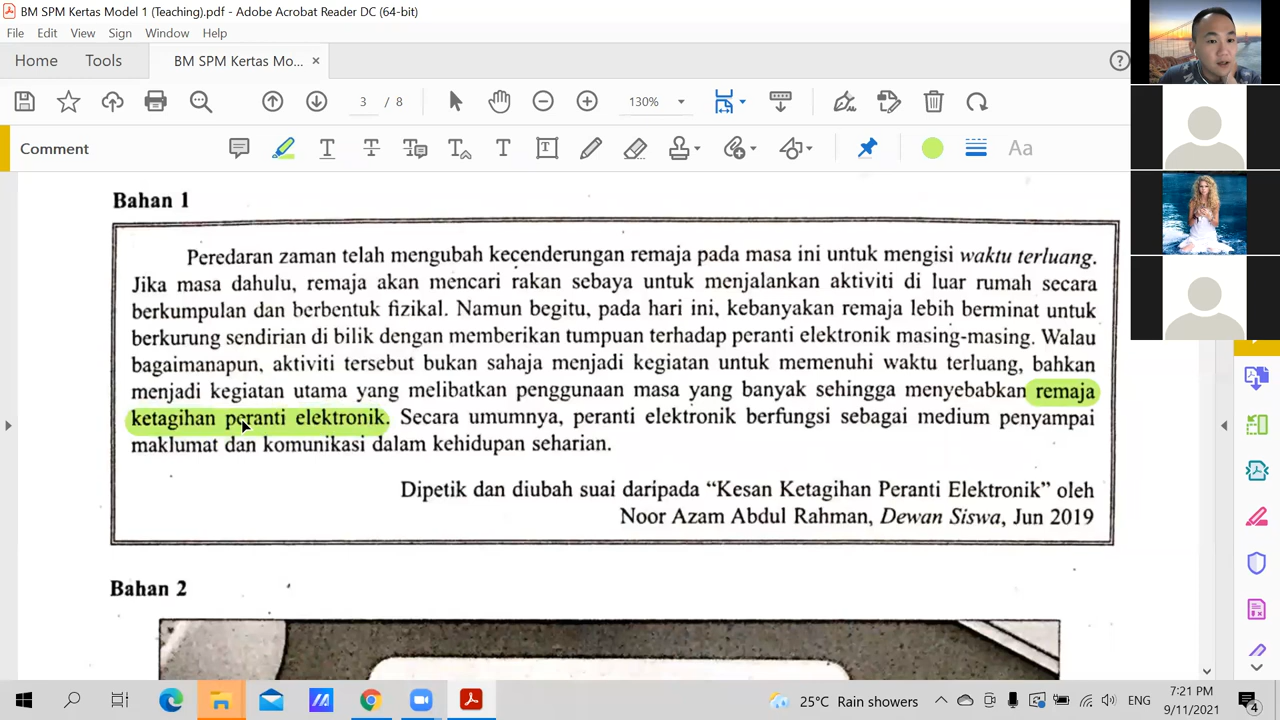 BM SPM Kertas Model 1 (Teaching).pdf - Adobe Acrobat Reader DC (64-bit)
File Edit View Sign Window Help
Home Tools BM SPM Kertas Mo... ×
3 / 8 130%
Comment
Aa
Bahan 1
Peredaran zaman telah mengubah kecenderungan remaja pada masa ini untuk mengisi waktu terluang.
Jika masa dahulu, remaja akan mencari rakan sebaya untuk menjalankan aktiviti di luar rumah secara
berkumpulan dan berbentuk fizikal. Namun begitu, pada hari ini, kebanyakan remaja lebih berminat untuk
berkurung sendirian di bilik dengan memberikan tumpuan terhadap peranti elektronik masing-masing. Walau
bagaimanapun, aktiviti tersebut bukan sahaja menjadi kegiatan untuk memenuhi waktu terluang, bahkan
menjadi kegiatan utama yang melibatkan penggunaan masa yang banyak sehingga menyebabkan remaja
ketagihan peranti elektronik. Secara umumnya, peranti elektronik berfungsi sebagai medium penyampai
maklumat dan komunikasi dalam kehidupan seharian.
Dipetik dan diubah suai daripada “Kesan Ketagihan Peranti Elektronik” oleh
Noor Azam Abdul Rahman, Dewan Siswa, Jun 2019
Bahan 2
25°C Rain showers
ENG
7:21 PM
9/11/2021
4